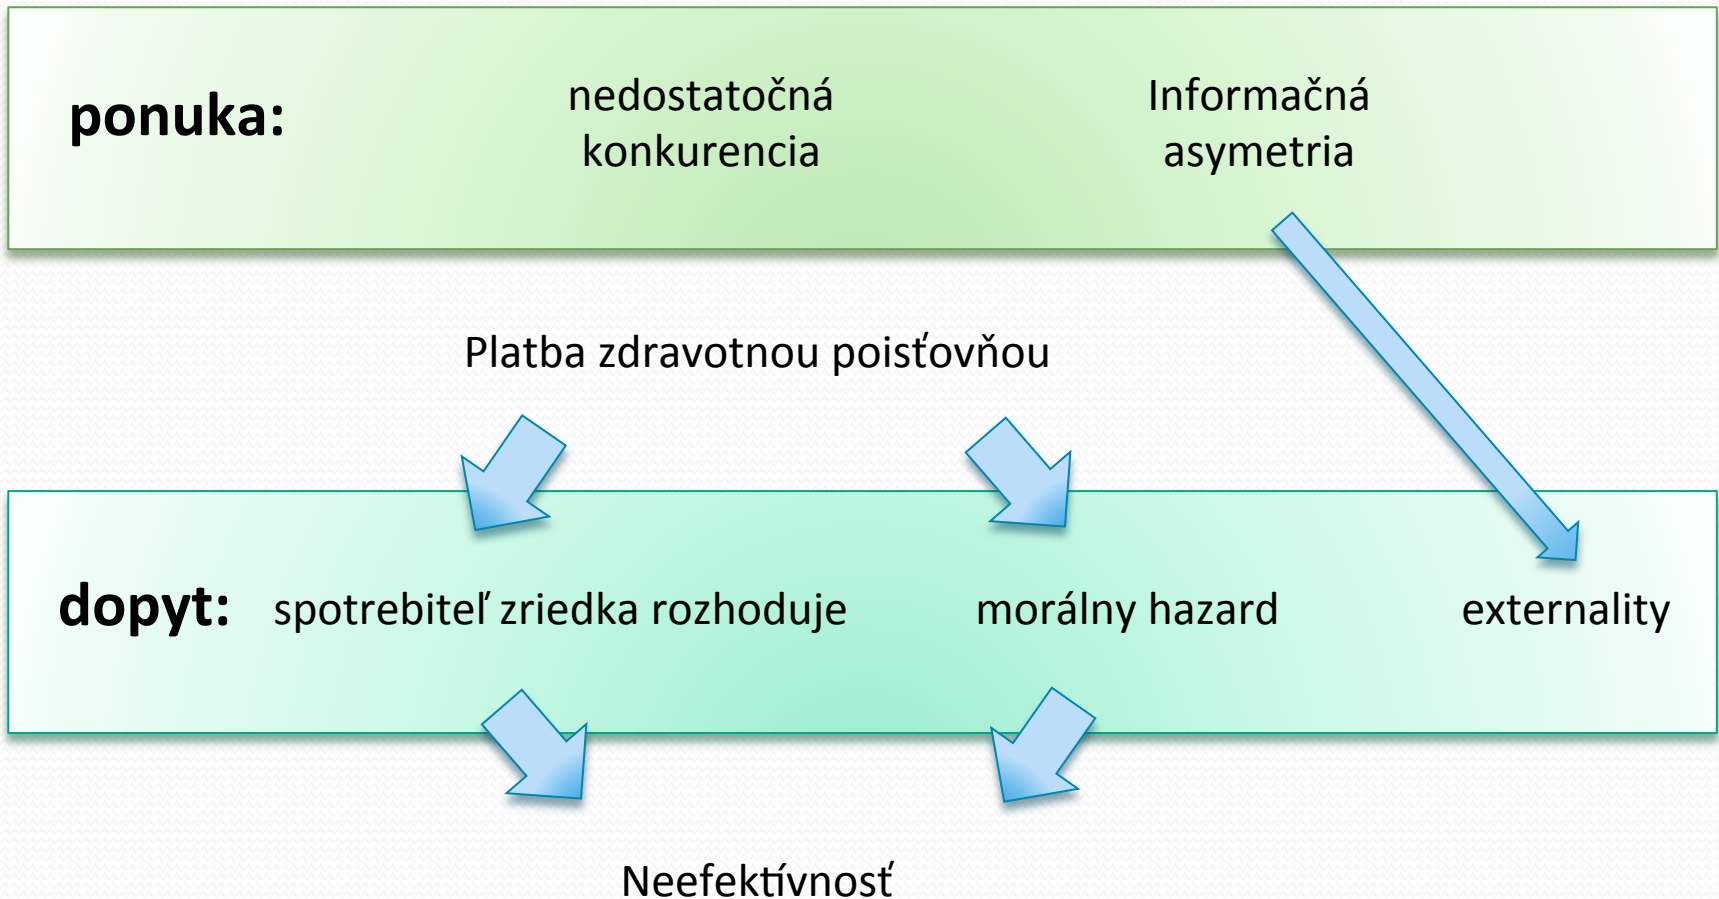 ponuka:
nedostatočná
konkurencia
Informačná
asymetria
Platba zdravotnou poisťovňou
dopyt:
spotrebiteľ zriedka rozhoduje
morálny hazard
externality
Neefektívnosť